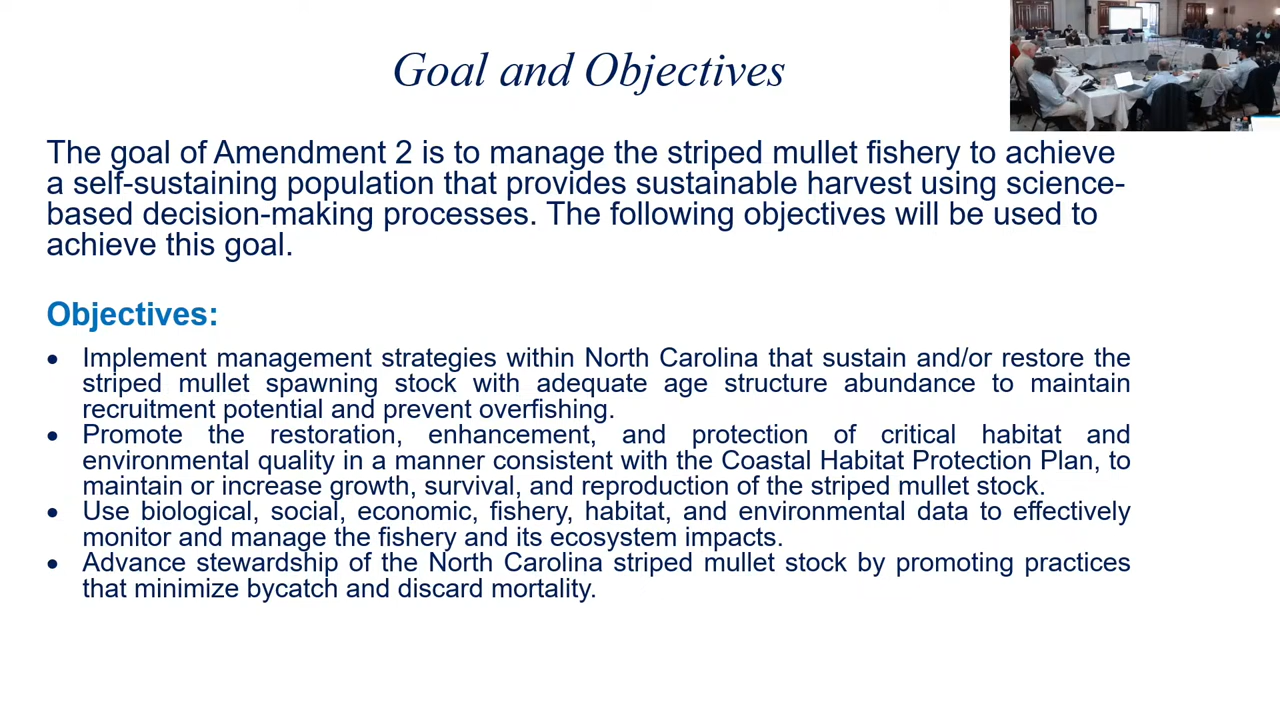 Goal and Objectives
The goal of Amendment 2 is to manage the striped mullet fishery to achieve
a self-sustaining population that provides sustainable harvest using science-
based decision-making processes. The following objectives will be used to
achieve this goal.
Objectives:
• Implement management strategies within North Carolina that sustain and/or restore the
striped mullet spawning stock with adequate age structure abundance to maintain
recruitment potential and prevent overfishing.
• Promote the restoration, enhancement, and protection of critical habitat and
environmental quality in a manner consistent with the Coastal Habitat Protection Plan, to
maintain or increase growth, survival, and reproduction of the striped mullet stock.
• Use biological, social, economic, fishery, habitat, and environmental data to effectively
monitor and manage the fishery and its ecosystem impacts.
• Advance stewardship of the North Carolina striped mullet stock by promoting practices
that minimize bycatch and discard mortality.